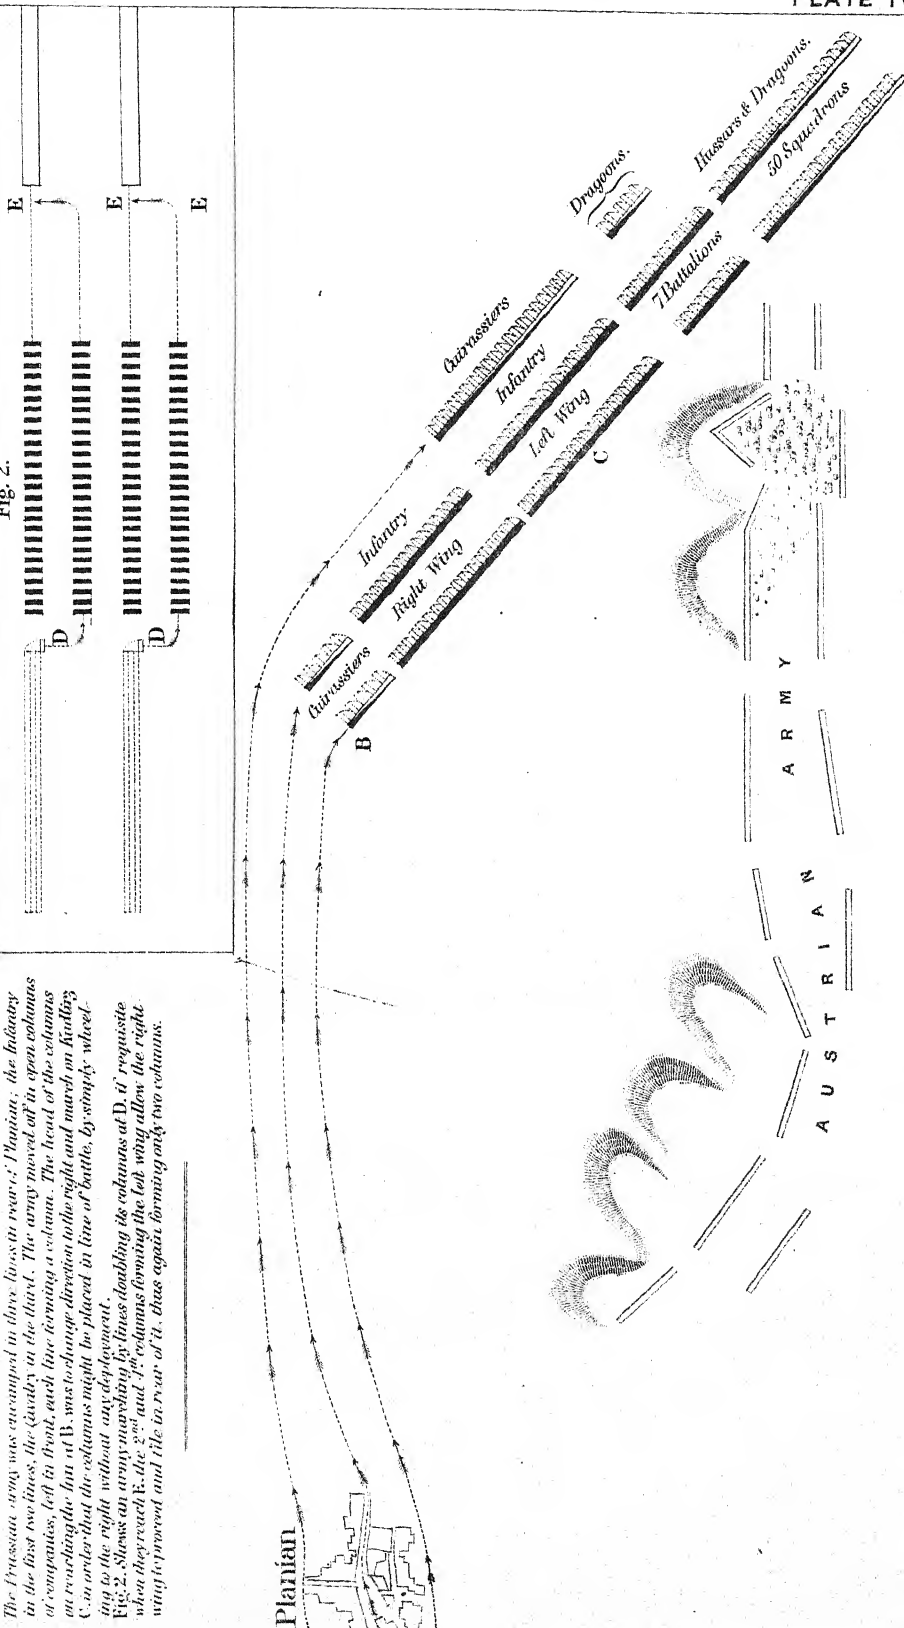 PLATE
Fig. 2.
E
E
E
D
D
The Prussian army was encamped in three lines in rear of Planian; the Infantry
in the first two lines, the Cavalry in the third. The army moved off in open columns
of companies, left in front, each line forming a column. The head of the columns
on reaching the Inn at B. was to change direction to the right and march on Kutling
C. in order that the columns might be placed in line of battle, by simply wheel-
ing to the right without any deployment.
Fig. 2. Shews an army marching by lines doubling its columns at D. if requisite
when they reach E. the 2nd and 4th columns forming the left wing allow the right
wing to proceed and file in rear of it. thus again forming only two columns.
Planian
B
Cuirassiers
Infantry
Right Wing
Cuirassiers
Infantry
Left Wing
C
Dragoons.
7 Battalions
Hussars & Dragoons.
50 Squadrons
AUSTRIAN ARMY